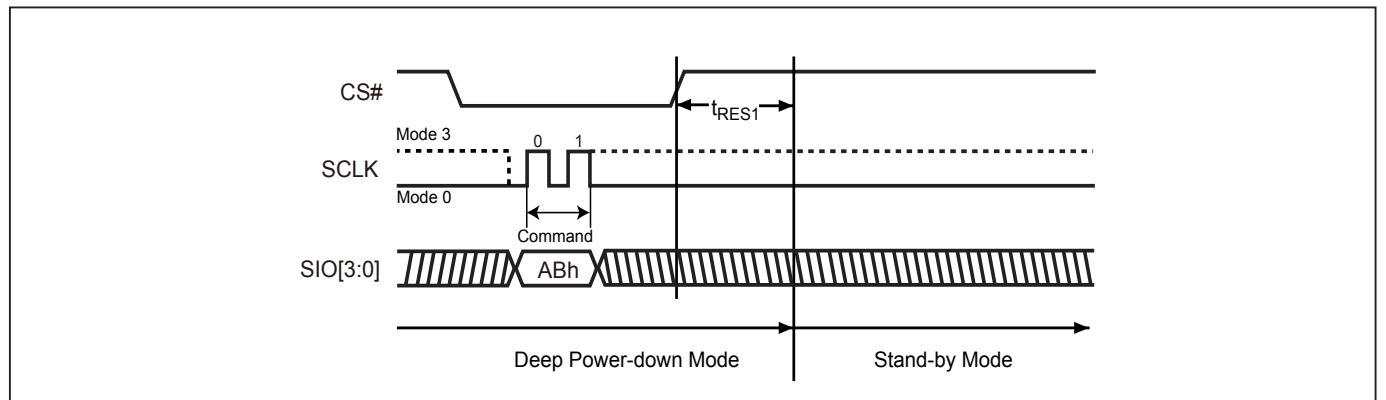 CS#
tRES1
Mode 3
0 1
SCLK
Mode 0
Command
SIO[3:0]
ABh
Deep Power-down Mode
Stand-by Mode